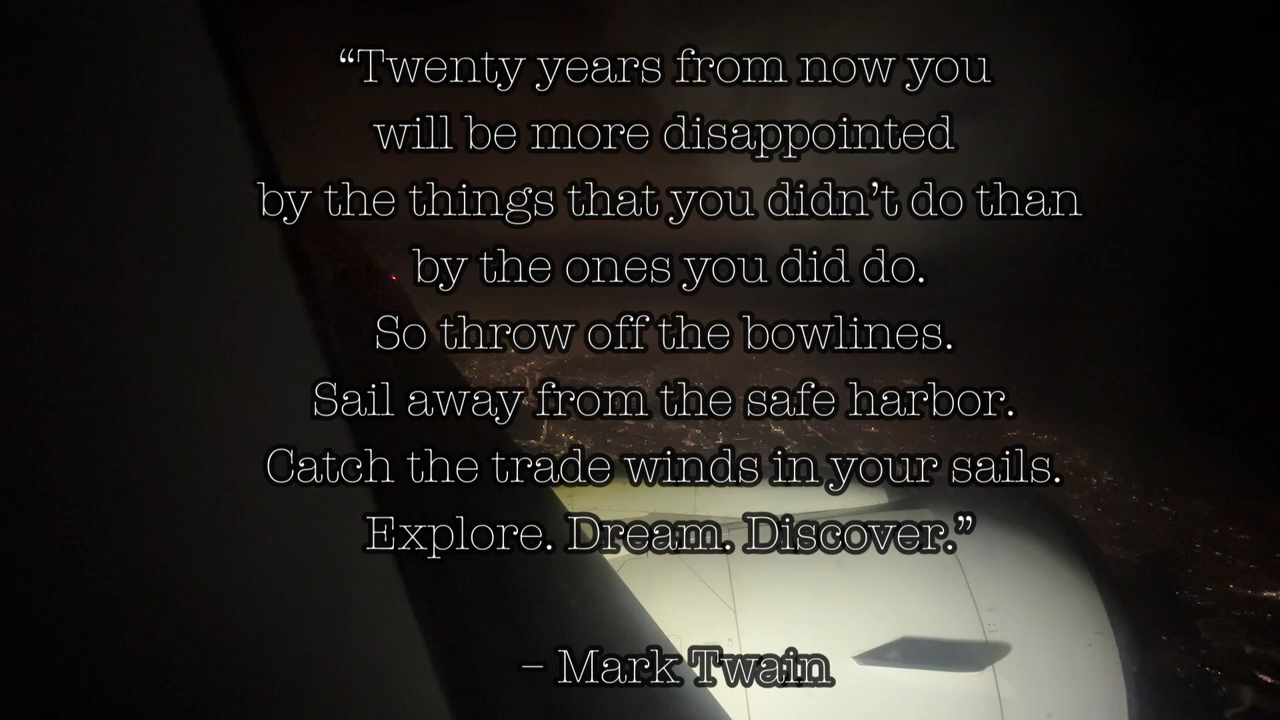 “Twenty years from now you
will be more disappointed
by the things that you didn’t do than
by the ones you did do.
So throw off the bowlines.
Sail away from the safe harbor.
Catch the trade winds in your sails.
Explore. Dream. Discover.”
– Mark Twain